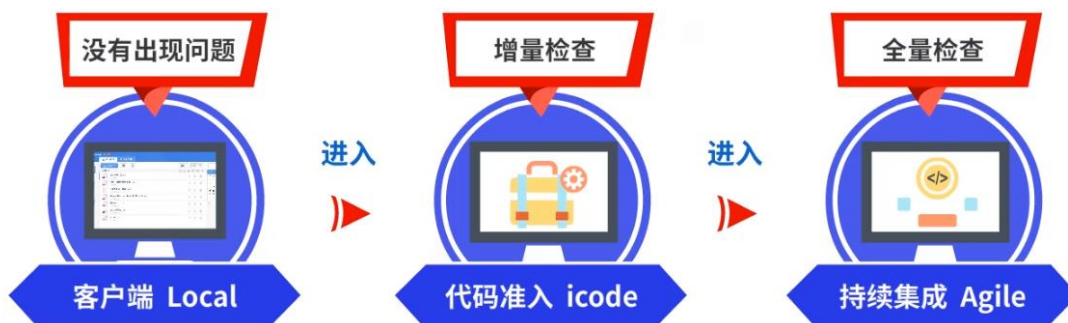 没有出现问题
增量检查
全量检查
进入
进入
</>
客户端 Local
代码准入 icode
持续集成 Agile